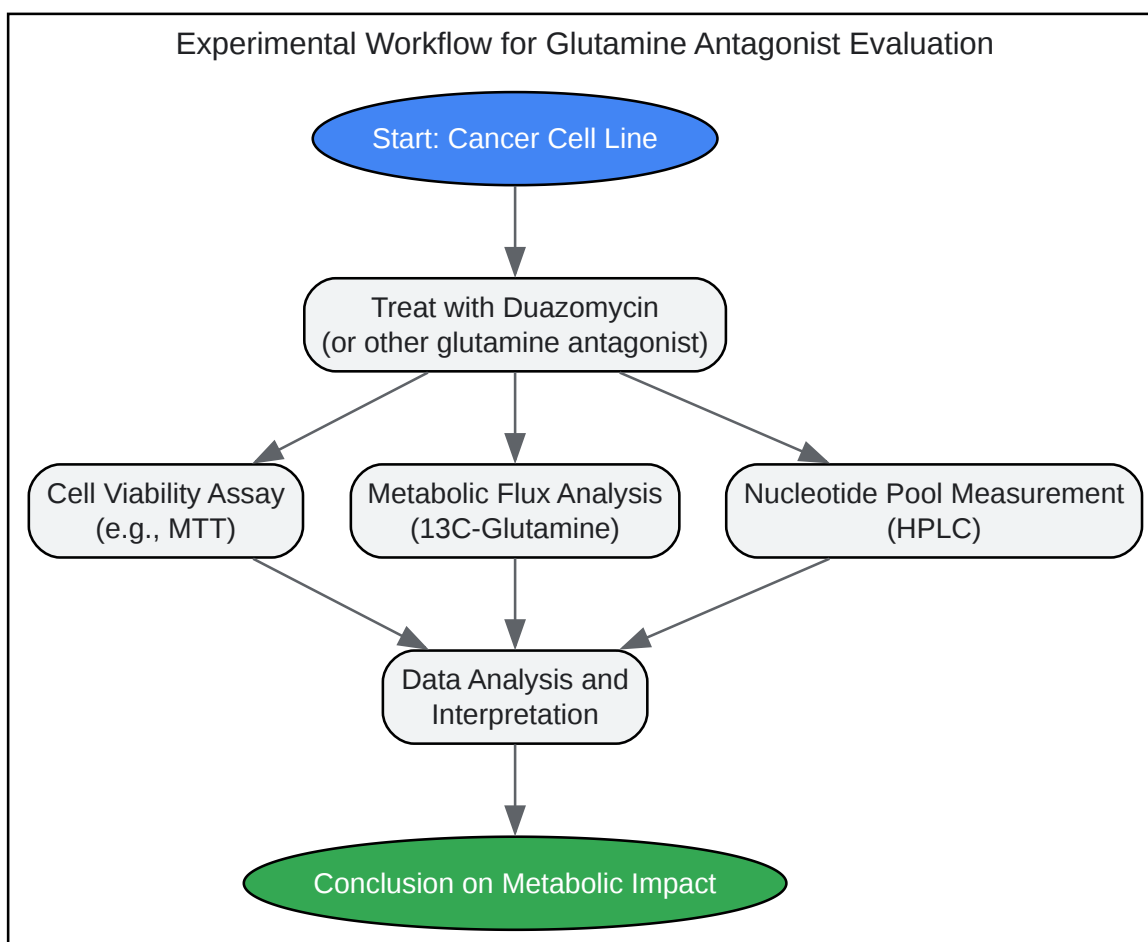 Experimental Workflow for Glutamine Antagonist Evaluation
Start: Cancer Cell Line
Treat with Duazomycin
(or other glutamine antagonist)
Cell Viability Assay
(e.g., MTT)
Metabolic Flux Analysis
(13C-Glutamine)
Nucleotide Pool Measurement
(HPLC)
Data Analysis and
Interpretation
Conclusion on Metabolic Impact